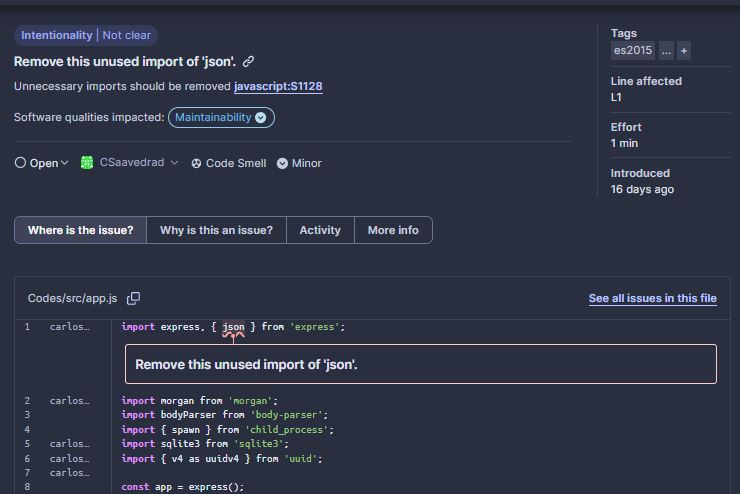 Intentionality | Not clear
Remove this unused import of 'json'.
Unnecessary imports should be removed javascript:S1128
Software qualities impacted: Maintainability
Open CSaavedrad Code Smell Minor
Tags
es2015 ... +
Line affected
L1
Effort
1 min
Introduced
16 days ago
Where is the issue? Why is this an issue? Activity More info
Codes/src/app.js See all issues in this file
1 carlos… import express, { json } from 'express';
Remove this unused import of 'json'.
2 carlos… import morgan from 'morgan';
3 import bodyParser from 'body-parser';
4 import { spawn } from 'child_process';
5 carlos… import sqlite3 from 'sqlite3';
6 carlos… import { v4 as uuidv4 } from 'uuid';
7 carlos…
8 const app = express();